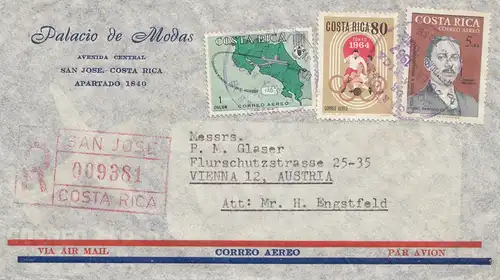 Palacio de Modas
AVENIDA CENTRAL
SAN JOSE, COSTA RICA
APARTADO 1840
COSTA RICA
1
COLON
CORREO AEREO
COSTA RICA 80
TOKYO
1964
CORREO AEREO
COSTA RICA
CORREO AEREO
R
SAN JOSE
009381
COSTA RICA
Messrs.
P. M. Glaser
Flurschutzstrasse 25-35
VIENNA 12, AUSTRIA
Att: Mr. H. Engstfeld
VIA AIR MAIL
CORREO AEREO
PAR AVION